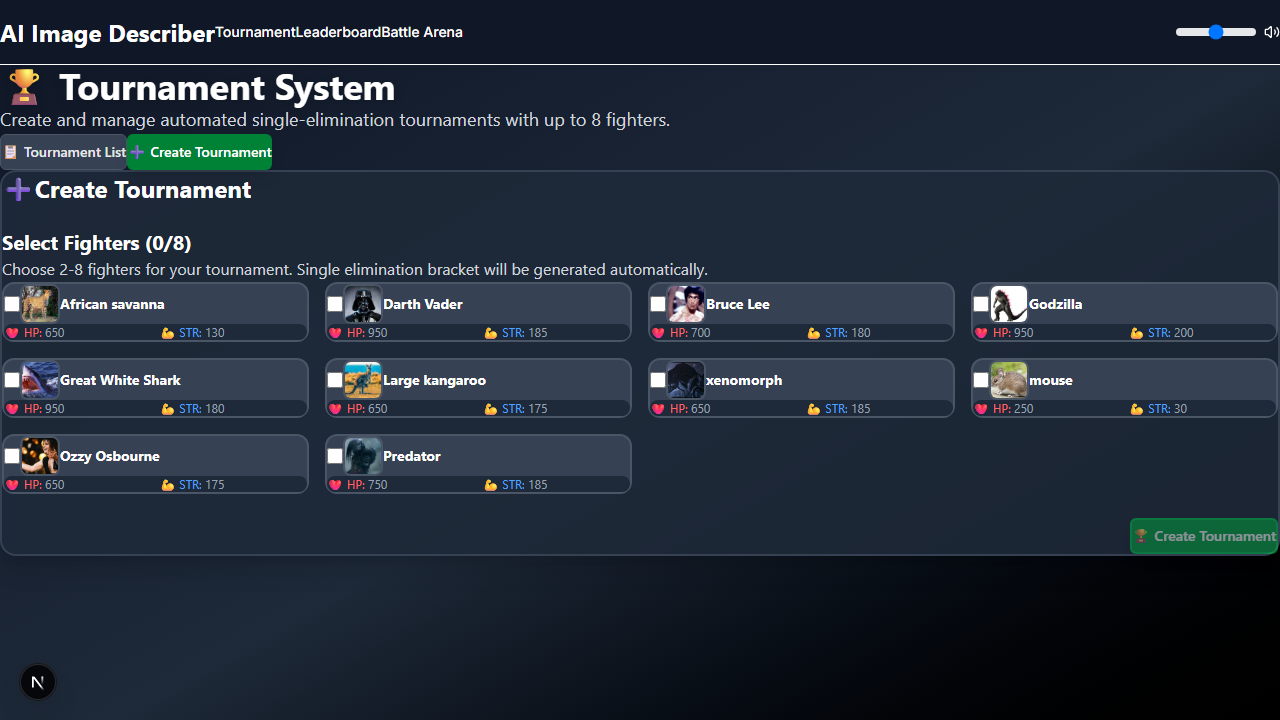 AI Image Describer Tournament Leaderboard Battle Arena
Tournament System
Create and manage automated single-elimination tournaments with up to 8 fighters.
Tournament List Create Tournament
Create Tournament
Select Fighters (0/8)
Choose 2-8 fighters for your tournament. Single elimination bracket will be generated automatically.
African savanna
HP: 650 STR: 130
Darth Vader
HP: 950 STR: 185
Bruce Lee
HP: 700 STR: 180
Godzilla
HP: 950 STR: 200
Great White Shark
HP: 950 STR: 180
Large kangaroo
HP: 650 STR: 175
xenomorph
HP: 650 STR: 185
mouse
HP: 250 STR: 30
Ozzy Osbourne
HP: 650 STR: 175
Predator
HP: 750 STR: 185
Create Tournament
N